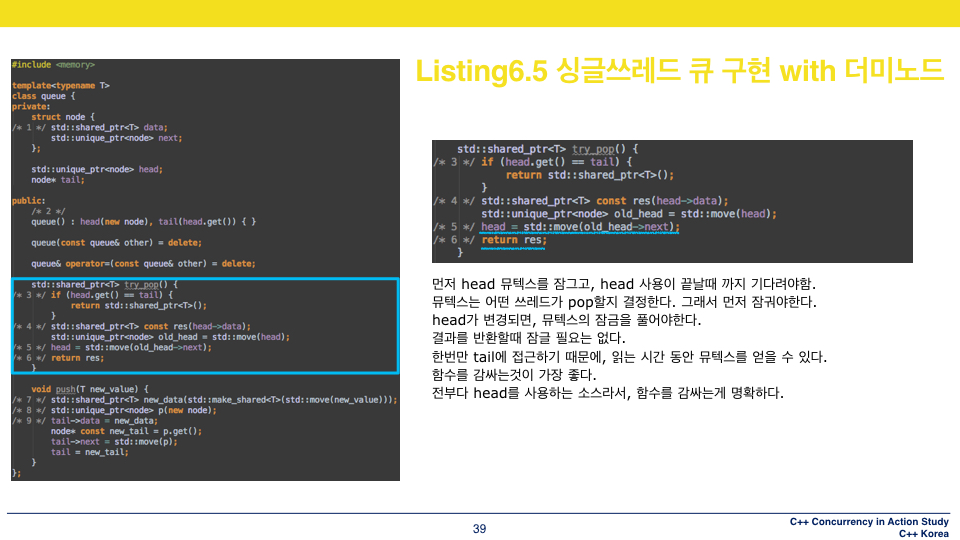 #include <memory>
template<typename T>
class queue {
private:
struct node {
/* 1 */ std::shared_ptr<T> data;
std::unique_ptr<node> next;
};
std::unique_ptr<node> head;
node* tail;
public:
/* 2 */
queue() : head(new node), tail(head.get()) { }
queue(const queue& other) = delete;
queue& operator=(const queue& other) = delete;
std::shared_ptr<T> try_pop() {
/* 3 */ if (head.get() == tail) {
return std::shared_ptr<T>();
}
/* 4 */ std::shared_ptr<T> const res(head->data);
std::unique_ptr<node> old_head = std::move(head);
/* 5 */ head = std::move(old_head->next);
/* 6 */ return res;
}
void push(T new_value) {
/* 7 */ std::shared_ptr<T> new_data(std::make_shared<T>(std::move(new_value)));
/* 8 */ std::unique_ptr<node> p(new node);
/* 9 */ tail->data = new_data;
node* const new_tail = p.get();
tail->next = std::move(p);
tail = new_tail;
}
};
Listing6.5 싱글쓰레드 큐 구현 with 더미노드
std::shared_ptr<T> try_pop() {
/* 3 */ if (head.get() == tail) {
return std::shared_ptr<T>();
}
/* 4 */ std::shared_ptr<T> const res(head->data);
std::unique_ptr<node> old_head = std::move(head);
/* 5 */ head = std::move(old_head->next);
/* 6 */ return res;
}
먼저 head 뮤텍스를 잠그고, head 사용이 끝날때 까지 기다려야함.
뮤텍스는 어떤 쓰레드가 pop할지 결정한다. 그래서 먼저 잠궈야한다.
head가 변경되면, 뮤텍스의 잠금을 풀어야한다.
결과를 반환할때 잠글 필요는 없다.
한번만 tail에 접근하기 때문에, 읽는 시간 동안 뮤텍스를 얻을 수 있다.
함수를 감싸는것이 가장 좋다.
전부다 head를 사용하는 소스라서, 함수를 감싸는게 명확하다.
39
C++ Concurrency in Action Study
C++ Korea